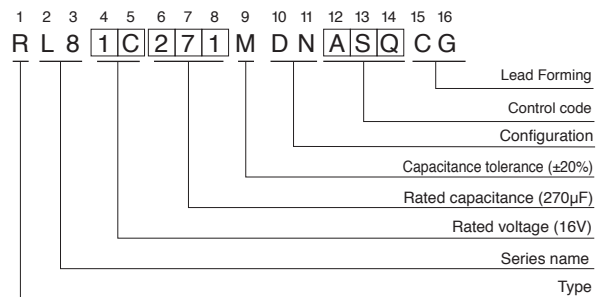 1 2 3 4 5 6 7 8 9 10 11 12 13 14 15 16
R L 8 1 C 2 7 1 M D N A S Q C G
Lead Forming
Control code
Configuration
Capacitance tolerance (±20%)
Rated capacitance (270µF)
Rated voltage (16V)
Series name
Type